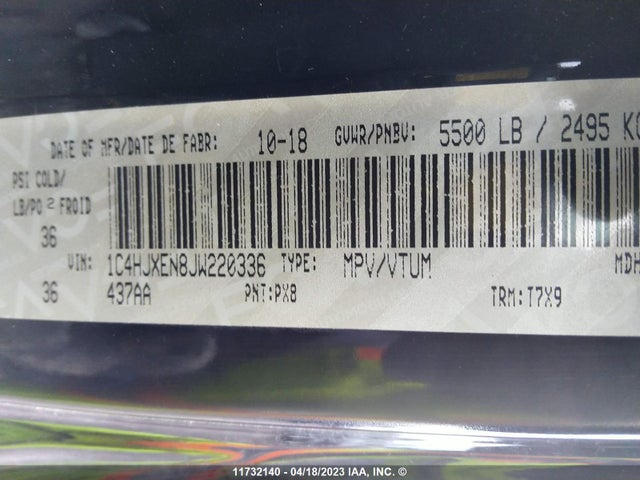 DATE OF MFR/DATE DE FABR: 10-18 GVWR/PNBV: 5500 LB / 2495 KG
PSI COLD/
LB/PO 2 FROID
36
VIN: 1C4HJXEN8JW220336 TYPE: MPV/VTUM MDH
36 437AA PNT:PX8 TRM:T7X9
11732140 - 04/18/2023 IAA, INC. ©